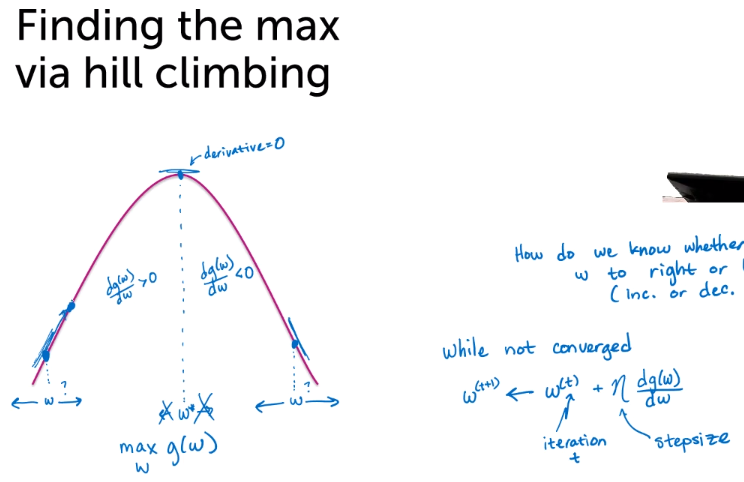 Finding the max
via hill climbing
derivative=0
dg(w)/dw >0
dg(w)/dw <0
← w →
?
w*
← w →
?
max g(w)
w
How do we know whether
w to right or
(inc. or dec.
while not converged
w^(t+1) ← w^(t) + η dg(w)/dw
iteration
t
stepsize